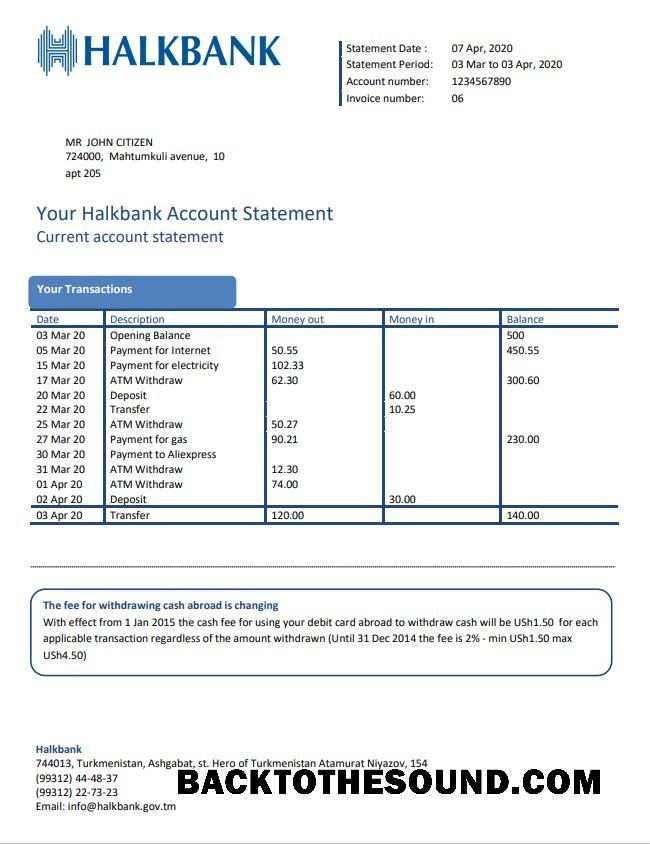 HALKBANK
Statement Date : 07 Apr, 2020
Statement Period: 03 Mar to 03 Apr, 2020
Account number: 1234567890
Invoice number: 06
MR JOHN CITIZEN
724000, Mahtumkuli avenue, 10
apt 205
Your Halkbank Account Statement
Current account statement
Your Transactions
Date Description Money out Money in Balance
03 Mar 20 Opening Balance 500
05 Mar 20 Payment for Internet 50.55 450.55
15 Mar 20 Payment for electricity 102.33
17 Mar 20 ATM Withdraw 62.30 300.60
20 Mar 20 Deposit 60.00
22 Mar 20 Transfer 10.25
25 Mar 20 ATM Withdraw 50.27
27 Mar 20 Payment for gas 90.21 230.00
30 Mar 20 Payment to Aliexpress
31 Mar 20 ATM Withdraw 12.30
01 Apr 20 ATM Withdraw 74.00
02 Apr 20 Deposit 30.00
03 Apr 20 Transfer 120.00 140.00
The fee for withdrawing cash abroad is changing
With effect from 1 Jan 2015 the cash fee for using your debit card abroad to withdraw cash will be USh1.50 for each
applicable transaction regardless of the amount withdrawn (Until 31 Dec 2014 the fee is 2% - min USh1.50 max
USh4.50)
Halkbank
744013, Turkmenistan, Ashgabat, st. Hero of Turkmenistan Atamurat Niyazov, 154
(99312) 44-48-37
(99312) 22-73-23
Email: info@halkbank.gov.tm
BACKTOTHESOUND.COM